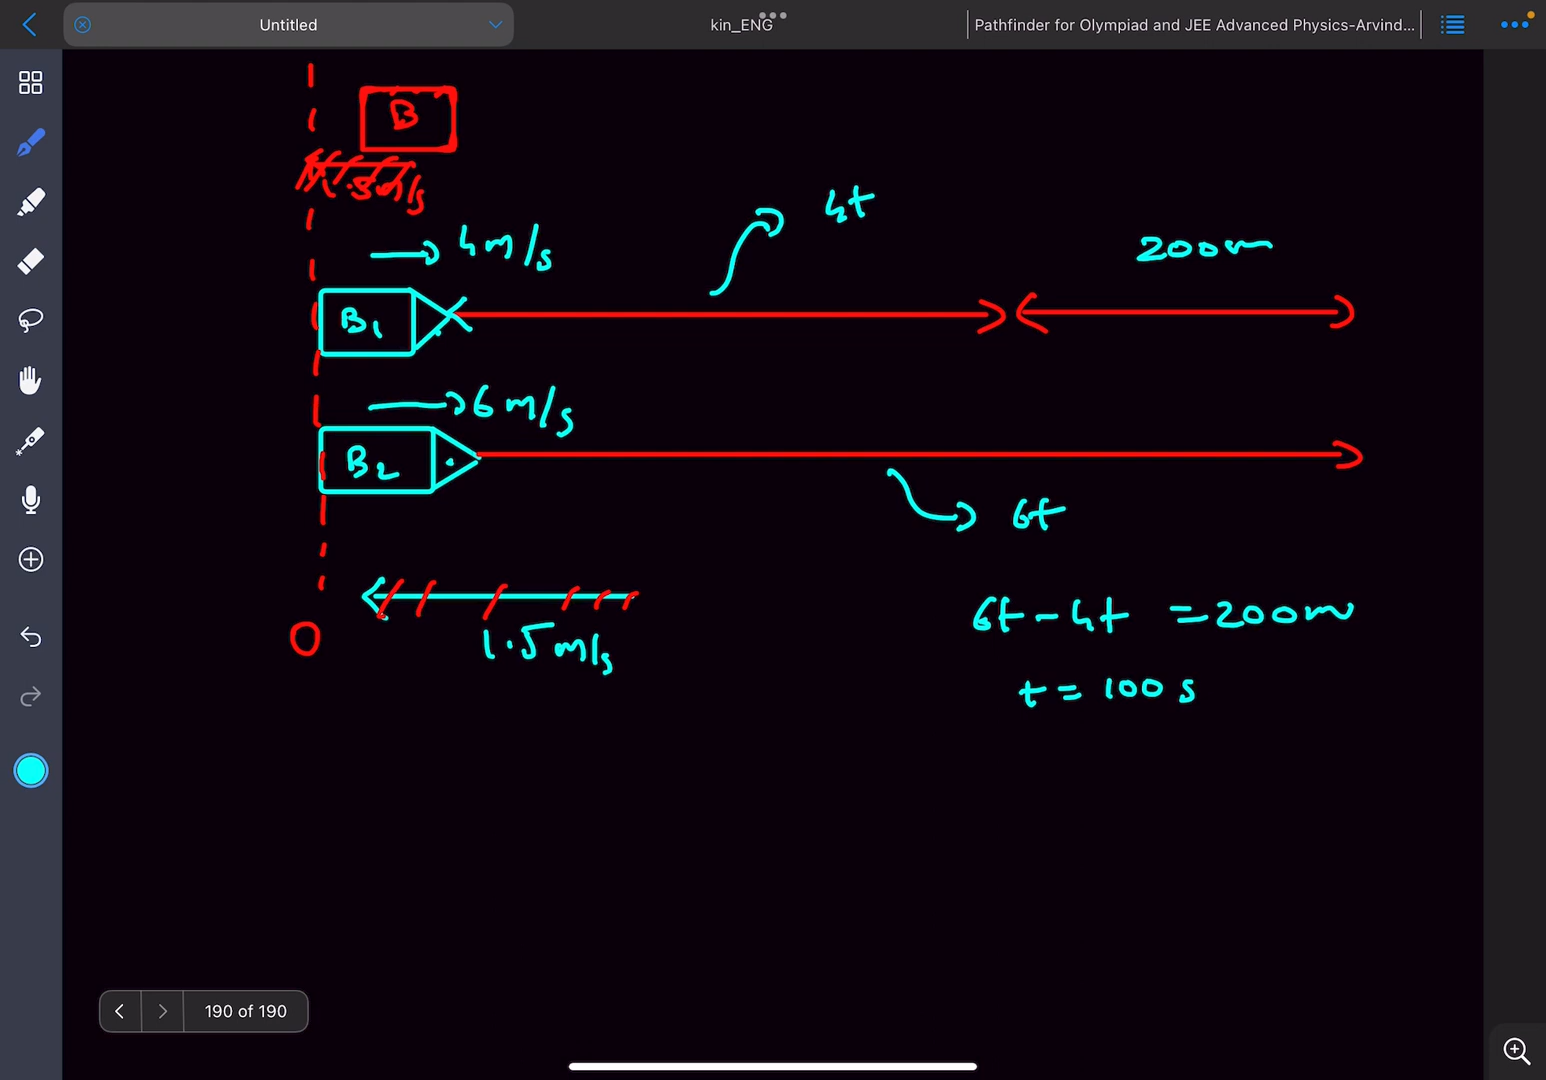 Untitled
kin_ENG
Pathfinder for Olympiad and JEE Advanced Physics-Arvind...
B
4t
4m/s
200m
B1
6m/s
B2
6t
1.5m/s
6t-4t = 200m
O
t = 100 s
190 of 190